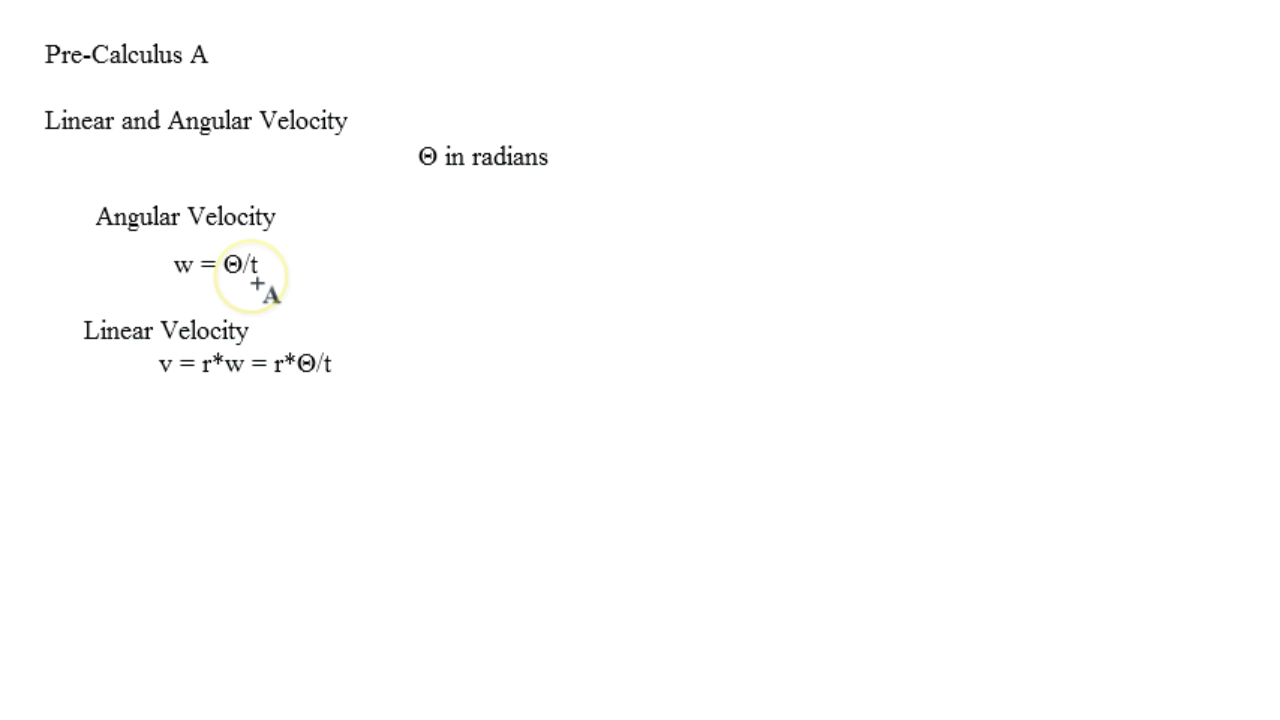 Pre-Calculus A
Linear and Angular Velocity
Θ in radians
Angular Velocity
w = Θ/t
A
Linear Velocity
v = r*w = r*Θ/t